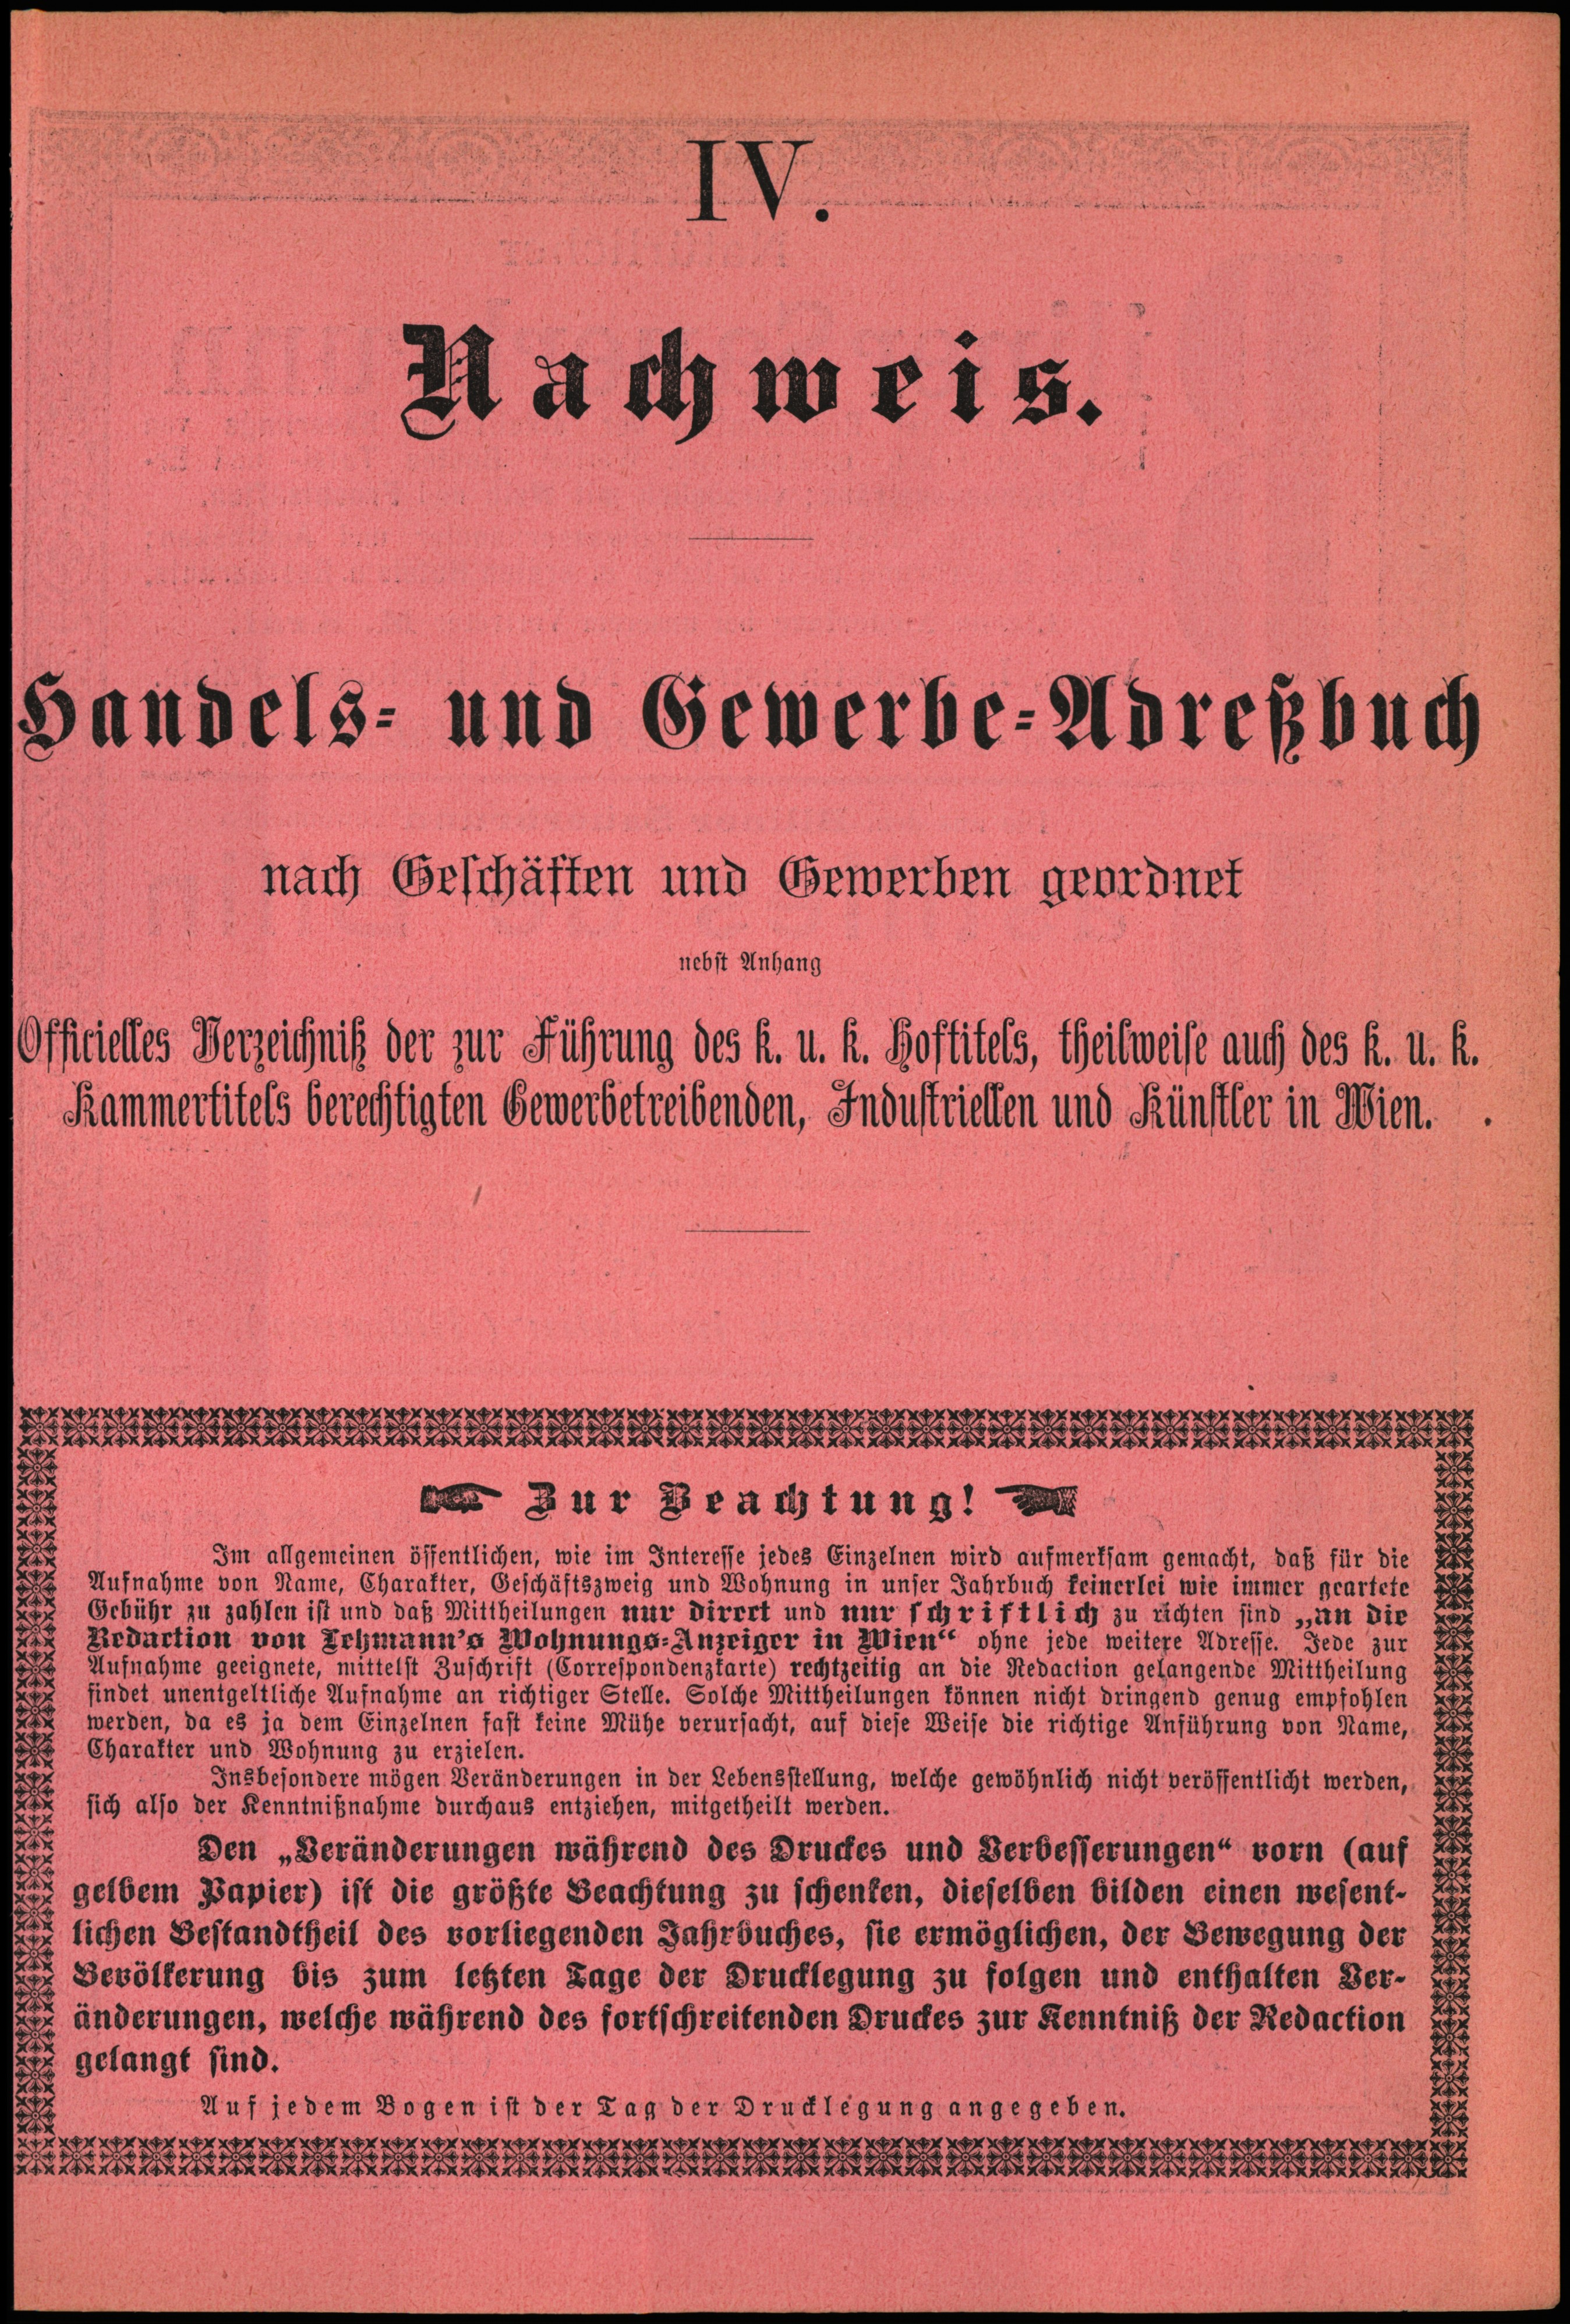 IV.
Nachweis.
Handels- und Gewerbe-Adreßbuch
nach Geschäften und Gewerben geordnet
nebst Anhang
Officielles Verzeichniß der zur Führung des k. u. k. Hoftitels, theilweise auch des k. u. k.
Kammertitels berechtigten Gewerbetreibenden, Industriellen und Künstler in Wien.
Zur Beachtung!
Im allgemeinen öffentlichen, wie im Interesse jedes Einzelnen wird aufmerksam gemacht, daß für die
Aufnahme von Name, Charakter, Geschäftszweig und Wohnung in unser Jahrbuch keinerlei wie immer geartete
Gebühr zu zahlen ist und daß Mittheilungen nur direct und nur schriftlich zu richten sind „an die
Redaction von Lehmann's Wohnungs-Anzeiger in Wien“ ohne jede weitere Adresse. Jede zur
Aufnahme geeignete, mittelst Zuschrift (Correspondenzkarte) rechtzeitig an die Redaction gelangende Mittheilung
findet unentgeltliche Aufnahme an richtiger Stelle. Solche Mittheilungen können nicht dringend genug empfohlen
werden, da es ja dem Einzelnen fast keine Mühe verursacht, auf diese Weise die richtige Anführung von Name,
Charakter und Wohnung zu erzielen.
Insbesondere mögen Veränderungen in der Lebensstellung, welche gewöhnlich nicht veröffentlicht werden,
sich also der Kenntnißnahme durchaus entziehen, mitgetheilt werden.
Den „Veränderungen während des Druckes und Verbesserungen“ vorn (auf
gelbem Papier) ist die größte Beachtung zu schenken, dieselben bilden einen wesent-
lichen Bestandtheil des vorliegenden Jahrbuches, sie ermöglichen, der Bewegung der
Bevölkerung bis zum letzten Tage der Drucklegung zu folgen und enthalten Ver-
änderungen, welche während des fortschreitenden Druckes zur Kenntniß der Redaction
gelangt sind.
Auf jedem Bogen ist der Tag der Drucklegung angegeben.